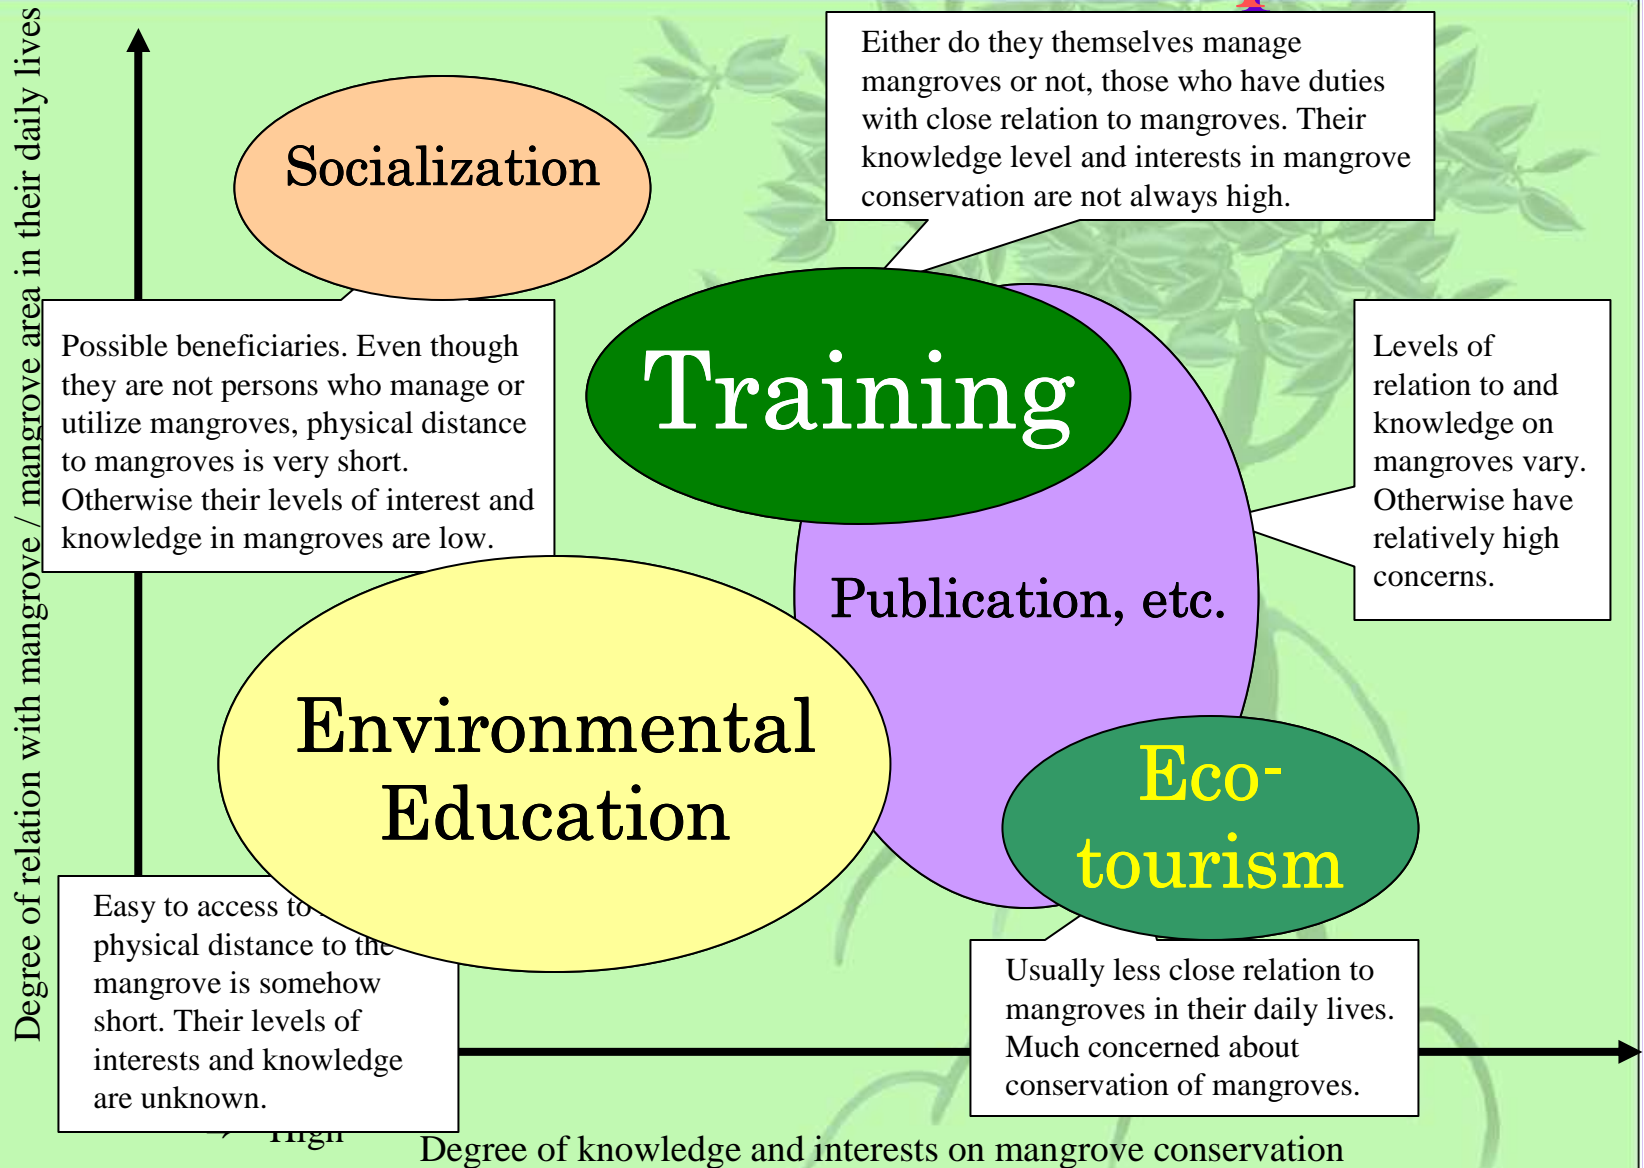 Degree of relation with mangrove / mangrove area in their daily lives
Either do they themselves manage
mangroves or not, those who have duties
with close relation to mangroves. Their
knowledge level and interests in mangrove
conservation are not always high.
Socialization
Possible beneficiaries. Even though
they are not persons who manage or
utilize mangroves, physical distance
to mangroves is very short.
Otherwise their levels of interest and
knowledge in mangroves are low.
Training
Levels of
relation to and
knowledge on
mangroves vary.
Otherwise have
relatively high
concerns.
Publication, etc.
Environmental
Education
Eco-
tourism
Easy to access to
physical distance to the
mangrove is somehow
short. Their levels of
interests and knowledge
are unknown.
Usually less close relation to
mangroves in their daily lives.
Much concerned about
conservation of mangroves.
High
Degree of knowledge and interests on mangrove conservation